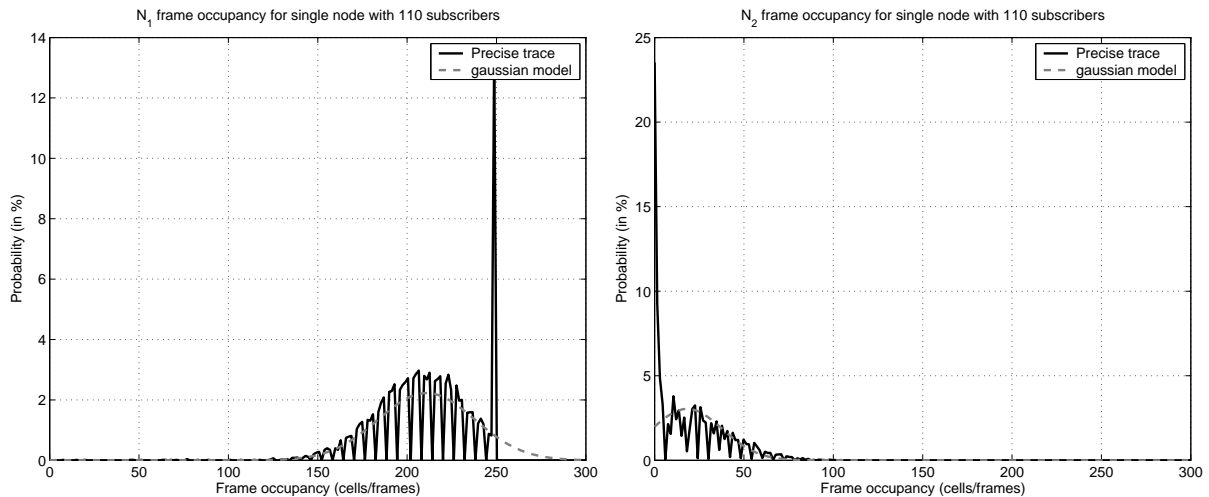 N1 frame occupancy for single node with 110 subscribers
14
12
10
8
6
4
2
0
Probability (in %)
Precise trace
gaussian model
0 50 100 150 200 250 300
Frame occupancy (cells/frames)
N2 frame occupancy for single node with 110 subscribers
25
20
15
10
5
0
Probability (in %)
Precise trace
gaussian model
0 50 100 150 200 250 300
Frame occupancy (cells/frames)